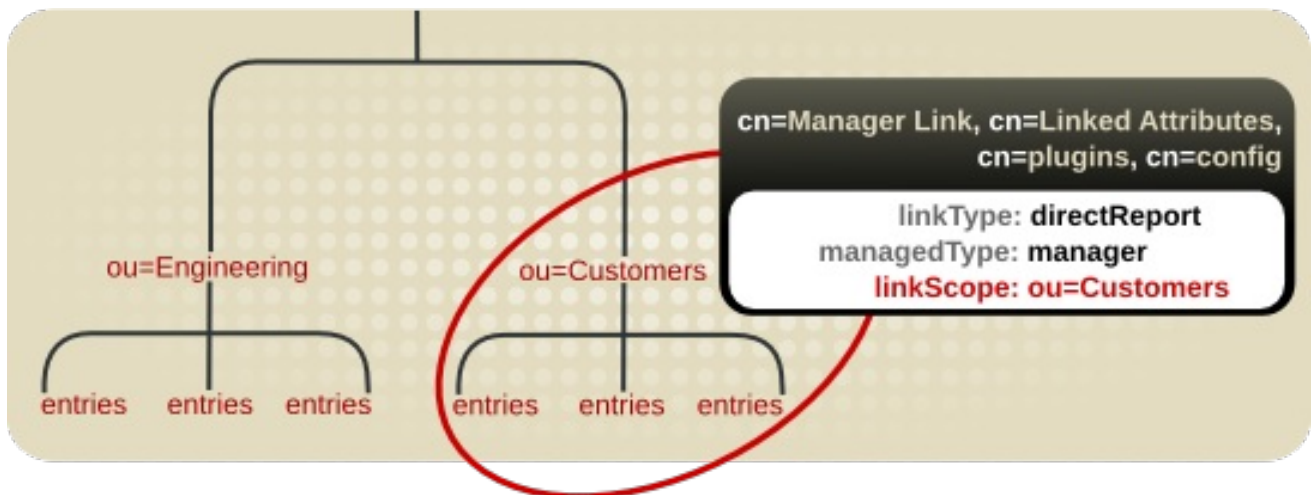 cn=Manager Link, cn=Linked Attributes,
cn=plugins, cn=config
linkType: directReport
managedType: manager
linkScope: ou=Customers
ou=Engineering
ou=Customers
entries
entries
entries
entries
entries
entries